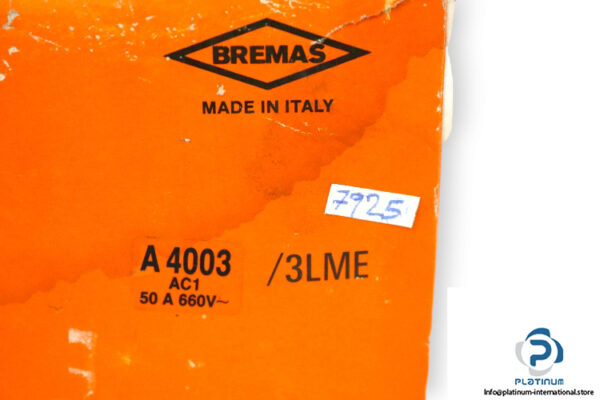 BREMAS
MADE IN ITALY
7925
A 4003 /3LME
AC1
50 A 660V~
PLATINUM
Info@platinum-international.store